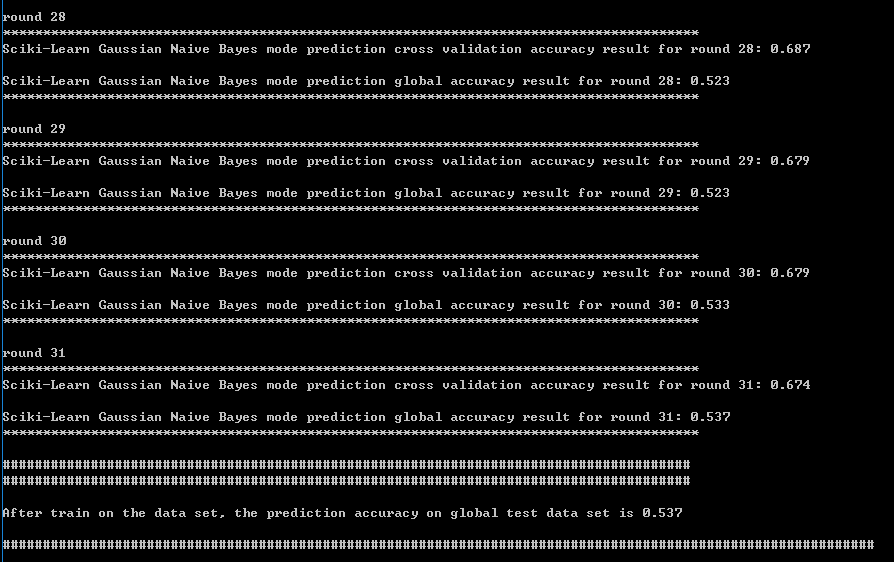 round 28
***************************************************************************************
Sciki-Learn Gaussian Naive Bayes mode prediction cross validation accuracy result for round 28: 0.687
Sciki-Learn Gaussian Naive Bayes mode prediction global accuracy result for round 28: 0.523
***************************************************************************************
round 29
***************************************************************************************
Sciki-Learn Gaussian Naive Bayes mode prediction cross validation accuracy result for round 29: 0.679
Sciki-Learn Gaussian Naive Bayes mode prediction global accuracy result for round 29: 0.523
***************************************************************************************
round 30
***************************************************************************************
Sciki-Learn Gaussian Naive Bayes mode prediction cross validation accuracy result for round 30: 0.679
Sciki-Learn Gaussian Naive Bayes mode prediction global accuracy result for round 30: 0.533
***************************************************************************************
round 31
***************************************************************************************
Sciki-Learn Gaussian Naive Bayes mode prediction cross validation accuracy result for round 31: 0.674
Sciki-Learn Gaussian Naive Bayes mode prediction global accuracy result for round 31: 0.537
***************************************************************************************
######################################################################################
######################################################################################
After train on the data set, the prediction accuracy on global test data set is 0.537
#############################################################################################################